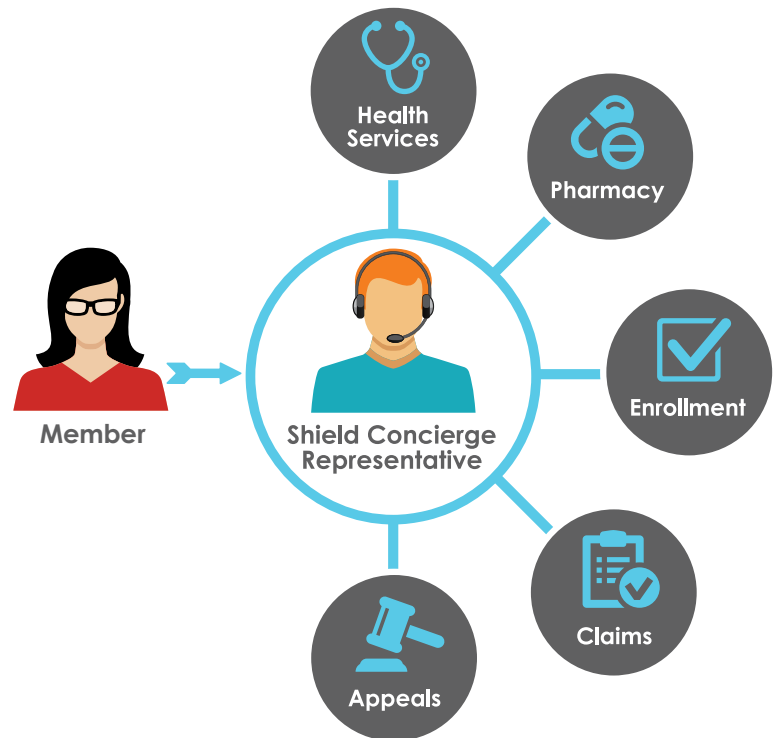 Health
Services
Pharmacy
Member
Shield Concierge
Representative
Enrollment
Claims
Appeals